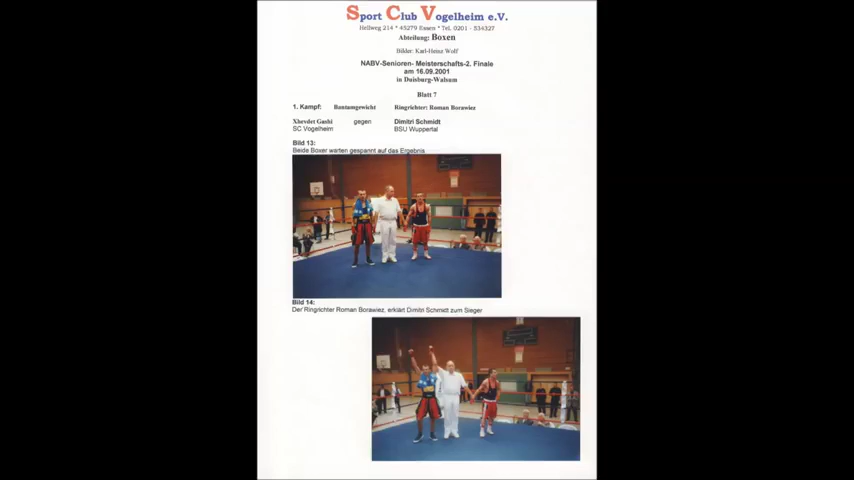 Sport Club Vogelheim e.V.
Hellweg 214 * 45279 Essen * Tel. 0201 - 534327
Abteilung: Boxen
Bilder: Karl-Heinz Wolf
NABV-Senioren- Meisterschafts-2. Finale
am 16.09.2001
in Duisburg-Walsum
Blatt 7
1. Kampf: Bantamgewicht Ringrichter: Roman Borawiez
Xhevdet Gashi gegen Dimitri Schmidt
SC Vogelheim BSU Wuppertal
Bild 13:
Beide Boxer warten gespannt auf das Ergebnis
Bild 14:
Der Ringrichter Roman Borawiez, erklärt Dimitri Schmidt zum Sieger